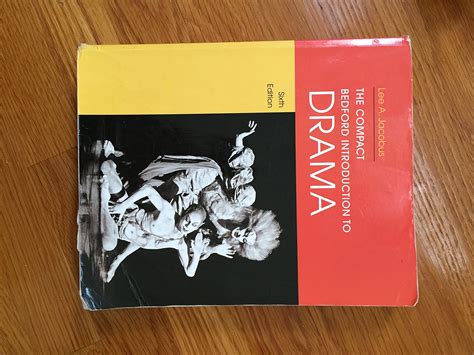 Lee A. Jacobus
THE COMPACT
BEDFORD INTRODUCTION TO
DRAMA
Sixth
Edition